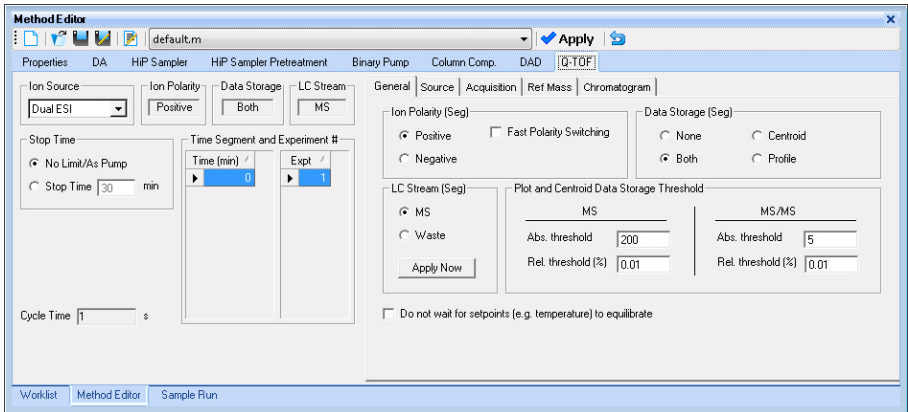 Method Editor
default.m
Apply
Properties DA HiP Sampler HiP Sampler Pretreatment Binary Pump Column Comp. DAD Q-TOF
Ion Source
Dual ESI
Ion Polarity
Positive
Data Storage
Both
LC Stream
MS
Stop Time
No Limit/As Pump
Stop Time 30 min
Time Segment and Experiment #
Time (min) Expt
0 1
Cycle Time 1 s
General Source Acquisition Ref Mass Chromatogram
Ion Polarity (Seg)
Positive Fast Polarity Switching
Negative
Data Storage (Seg)
None Centroid
Both Profile
LC Stream (Seg)
MS
Waste
Apply Now
Plot and Centroid Data Storage Threshold
MS MS/MS
Abs. threshold 200 Abs. threshold 5
Rel. threshold (%) 0.01 Rel. threshold (%) 0.01
Do not wait for setpoints (e.g. temperature) to equilibrate
Worklist Method Editor Sample Run